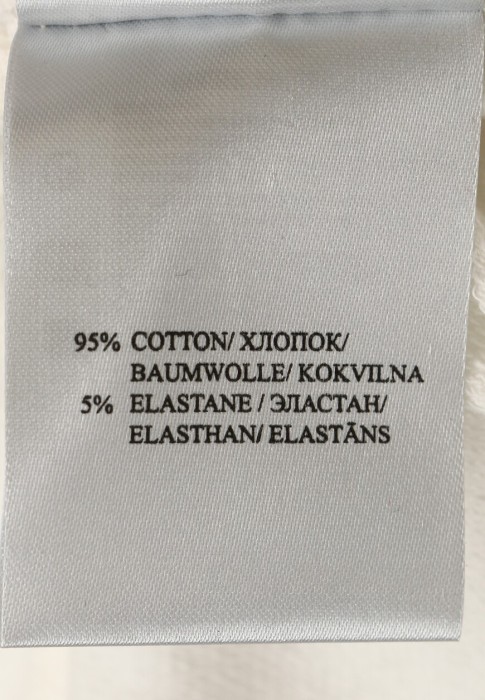 95% COTTON/ ХЛОПОК/
BAUMWOLLE/ KOKVILNA
5% ELASTANE / ЭЛАСТАН/
ELASTHAN/ ELASTĀNS